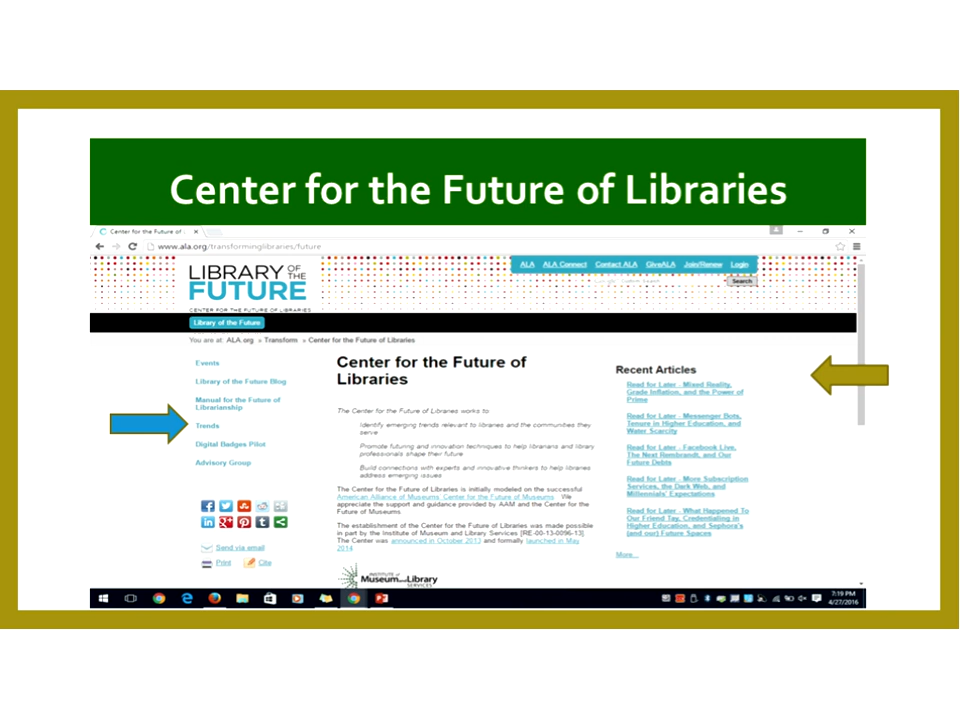 Center for the Future of Libraries
Center for the Future of
www.ala.org/transforminglibraries/future
LIBRARY OF THE
FUTURE
CENTER FOR THE FUTURE OF LIBRARIES
ALA ALA Connect Contact ALA GiveALA Join/Renew Login
Search
Library of the Future
You are at: ALA.org » Transform » Center for the Future of Libraries
Events
Library of the Future Blog
Manual for the Future of
Librarianship
Trends
Digital Badges Pilot
Advisory Group
Send via email
Print Cite
Center for the Future of
Libraries
The Center for the Future of Libraries works to
Identify emerging trends relevant to libraries and the communities they
serve
Promote futuring and innovation techniques to help librarians and library
professionals shape their future
Build connections with experts and innovative thinkers to help libraries
address emerging issues
The Center for the Future of Libraries is initially modeled on the successful
American Alliance of Museums' Center for the Future of Museums. We
appreciate the support and guidance provided by AAM and the Center for the
Future of Museums
The establishment of the Center for the Future of Libraries was made possible
in part by the Institute of Museum and Library Services [RE-00-13-0096-13].
The Center was announced in October 2013 and formally launched in May
2014
INSTITUTE of
Museum and Library
SERVICES
Recent Articles
Read for Later - Mixed Reality,
Grade Inflation, and the Power of
Prime
Read for Later - Messenger Bots,
Tenure in Higher Education, and
Water Scarcity
Read for Later - Facebook Live,
The Next Rembrandt, and Our
Future Debts
Read for Later - More Subscription
Services, the Dark Web, and
Millennials' Expectations
Read for Later - What Happened To
Our Friend Tay, Credentialing in
Higher Education, and Sephora's
(and our) Future Spaces
More...
7:19 PM
4/27/2016